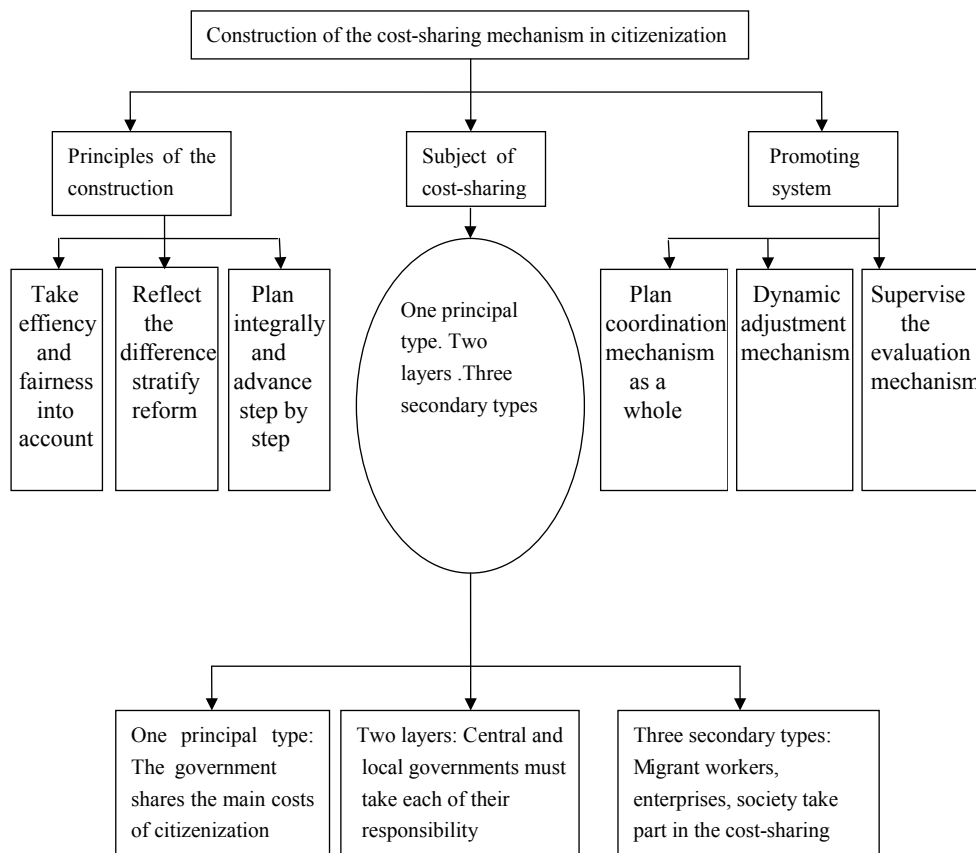 Construction of the cost-sharing mechanism in citizenization
Principles of the
construction
Subject of
cost-sharing
Promoting
system
Take
effiency
and
fairness
into
account
Reflect
the
difference
stratify
reform
Plan
integrally
and
advance
step by
step
One principal
type. Two
layers .Three
secondary types
Plan
coordination
mechanism
as a
whole
Dynamic
adjustment
mechanism
Supervise
the
evaluation
mechanism
One principal type:
The government
shares the main costs
of citizenization
Two layers: Central and
local governments must
take each of their
responsibility
Three secondary types:
Migrant workers,
enterprises, society take
part in the cost-sharing